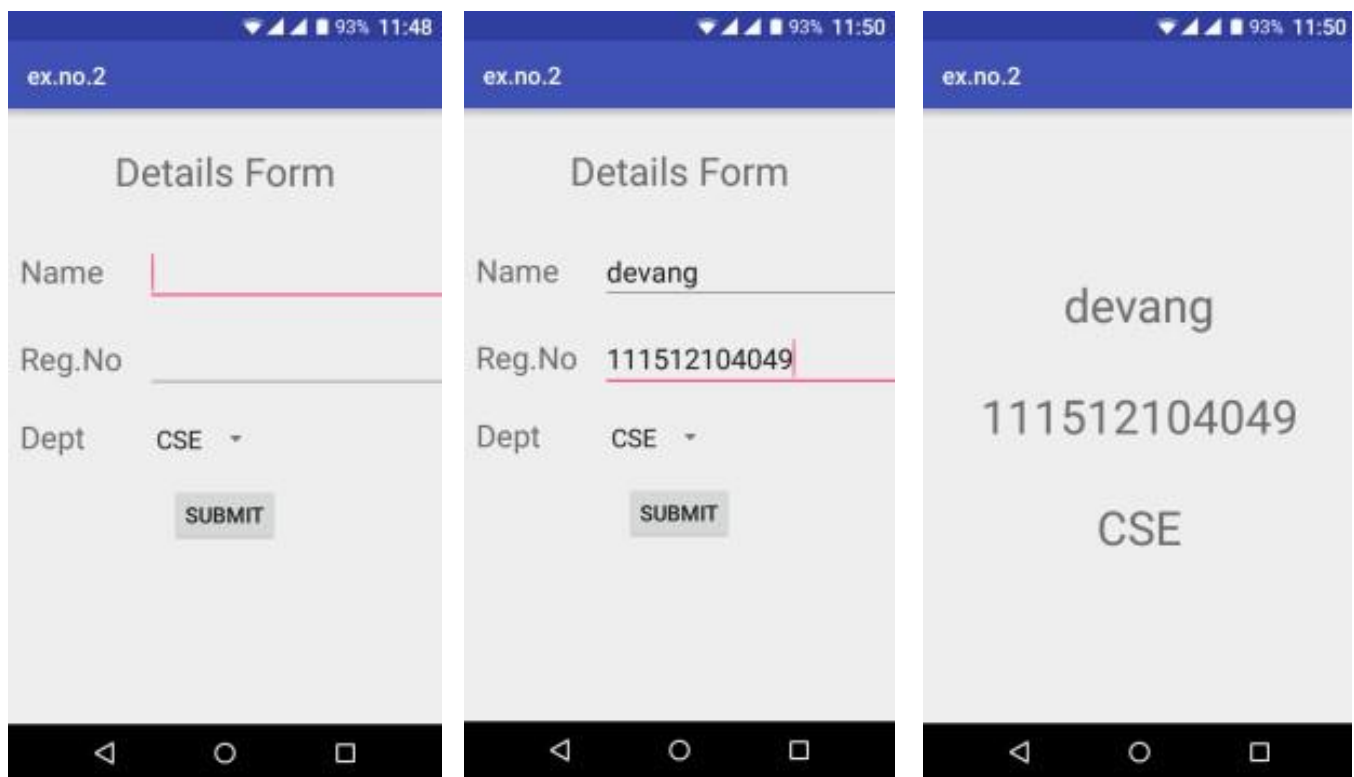 93% 11:48
ex.no.2
Details Form
Name
Reg.No
Dept CSE
SUBMIT
93% 11:50
ex.no.2
Details Form
Name devang
Reg.No 111512104049
Dept CSE
SUBMIT
93% 11:50
ex.no.2
devang
111512104049
CSE